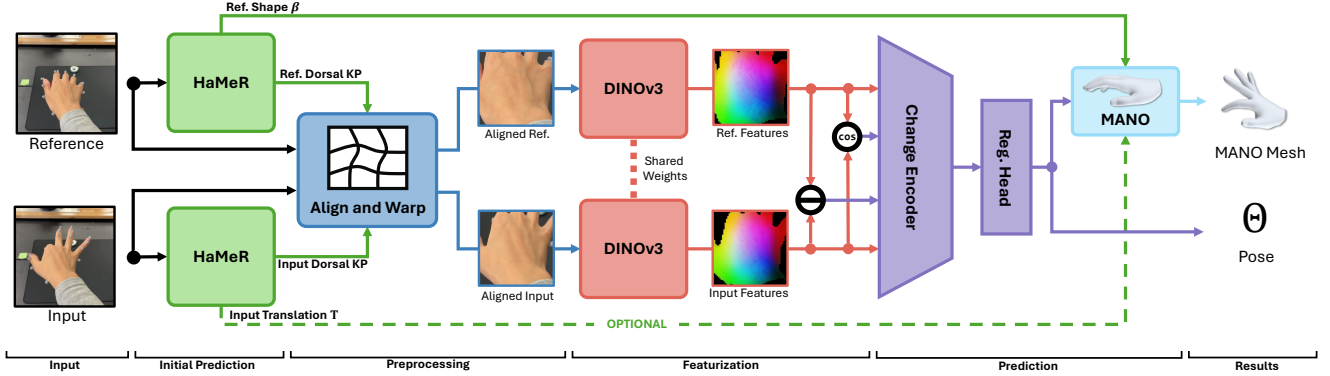 Ref. Shape β
HaMeR
Ref. Dorsal KP
Reference
Align and Warp
Aligned Ref.
DINOv3
Ref. Features
Shared
Weights
cos
Change Encoder
Reg. Head
MANO
MANO Mesh
HaMeR
Input Dorsal KP
Input
Aligned Input
DINOv3
Input Features
Θ
Pose
Input Translation T
OPTIONAL
Input
Initial Prediction
Preprocessing
Featurization
Prediction
Results